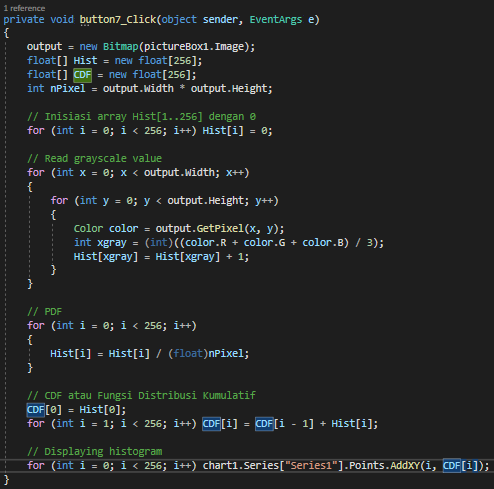 1 reference
private void button7_Click(object sender, EventArgs e)
{
output = new Bitmap(pictureBox1.Image);
float[] Hist = new float[256];
float[] CDF = new float[256];
int nPixel = output.Width * output.Height;
// Inisiasi array Hist[1..256] dengan 0
for (int i = 0; i < 256; i++) Hist[i] = 0;
// Read grayscale value
for (int x = 0; x < output.Width; x++)
{
for (int y = 0; y < output.Height; y++)
{
Color color = output.GetPixel(x, y);
int xgray = (int)((color.R + color.G + color.B) / 3);
Hist[xgray] = Hist[xgray] + 1;
}
}
// PDF
for (int i = 0; i < 256; i++)
{
Hist[i] = Hist[i] / (float)nPixel;
}
// CDF atau Fungsi Distribusi Kumulatif
CDF[0] = Hist[0];
for (int i = 1; i < 256; i++) CDF[i] = CDF[i - 1] + Hist[i];
// Displaying histogram
for (int i = 0; i < 256; i++) chart1.Series["Series1"].Points.AddXY(i, CDF[i]);
}